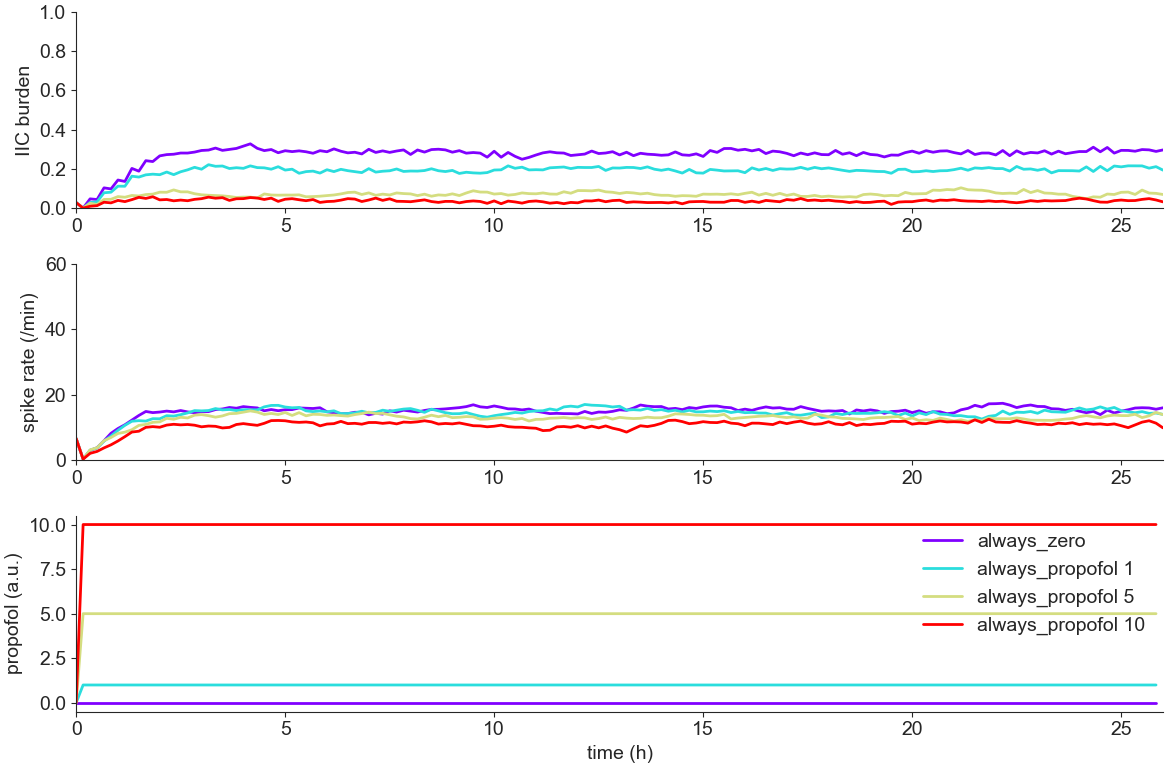 1.0
0.8
0.6
0.4
0.2
0.0
IIC burden
0 5 10 15 20 25
60
40
20
0
spike rate (/min)
0 5 10 15 20 25
10.0
7.5
5.0
2.5
0.0
propofol (a.u.)
always_zero
always_propofol 1
always_propofol 5
always_propofol 10
0 5 10 15 20 25
time (h)